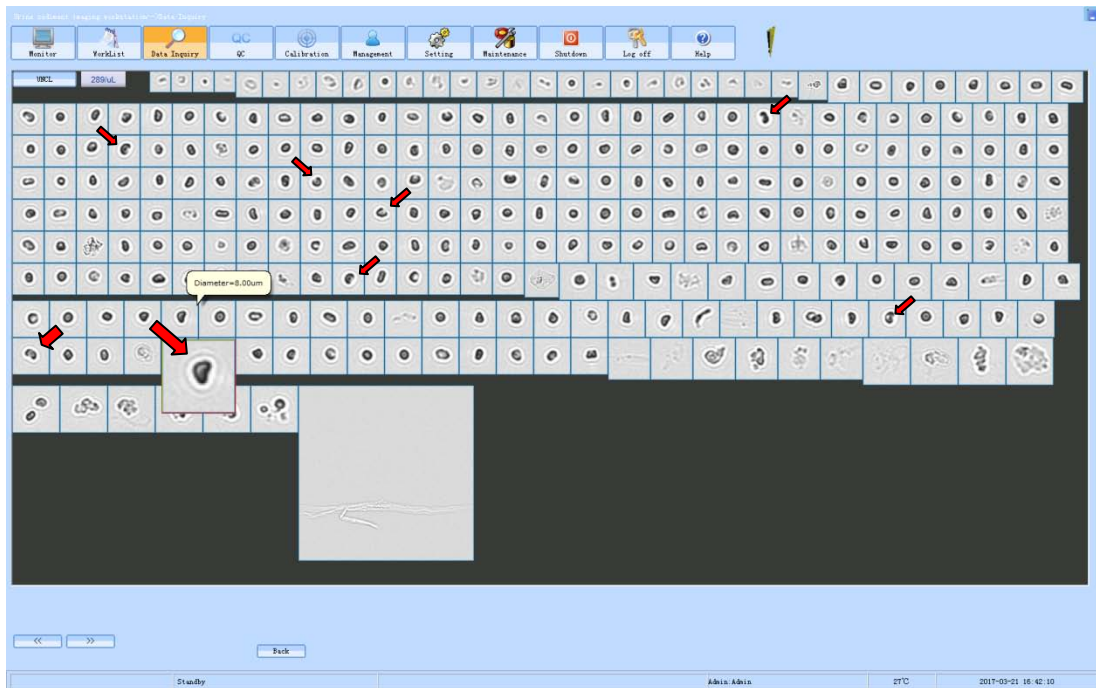 Urine sediment imaging workstation-/Data Inquiry
Monitor WorkList Data Inquiry QC Calibration Management Setting Maintenance Shutdown Log off Help
UNCL 289/uL
Diameter=8.00um
<< >>
Back
Standby Admin:Admin 27℃ 2017-03-21 16:42:10